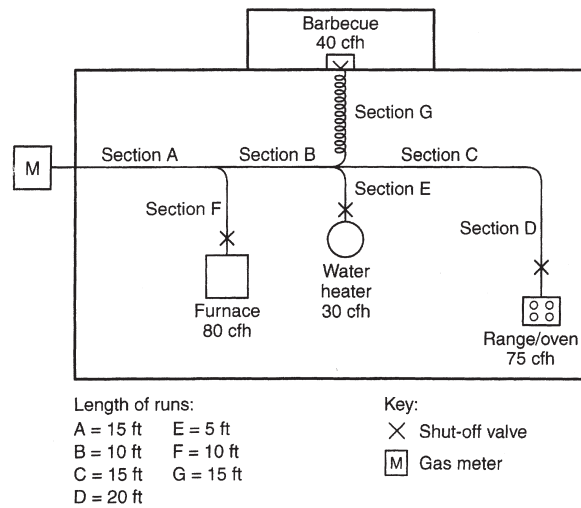 Barbecue
40 cfh
Section G
M
Section A
Section B
Section C
Section E
Section F
Section D
Furnace
80 cfh
Water
heater
30 cfh
Range/oven
75 cfh
Length of runs:
A = 15 ft E = 5 ft
B = 10 ft F = 10 ft
C = 15 ft G = 15 ft
D = 20 ft
Key:
Shut-off valve
M Gas meter